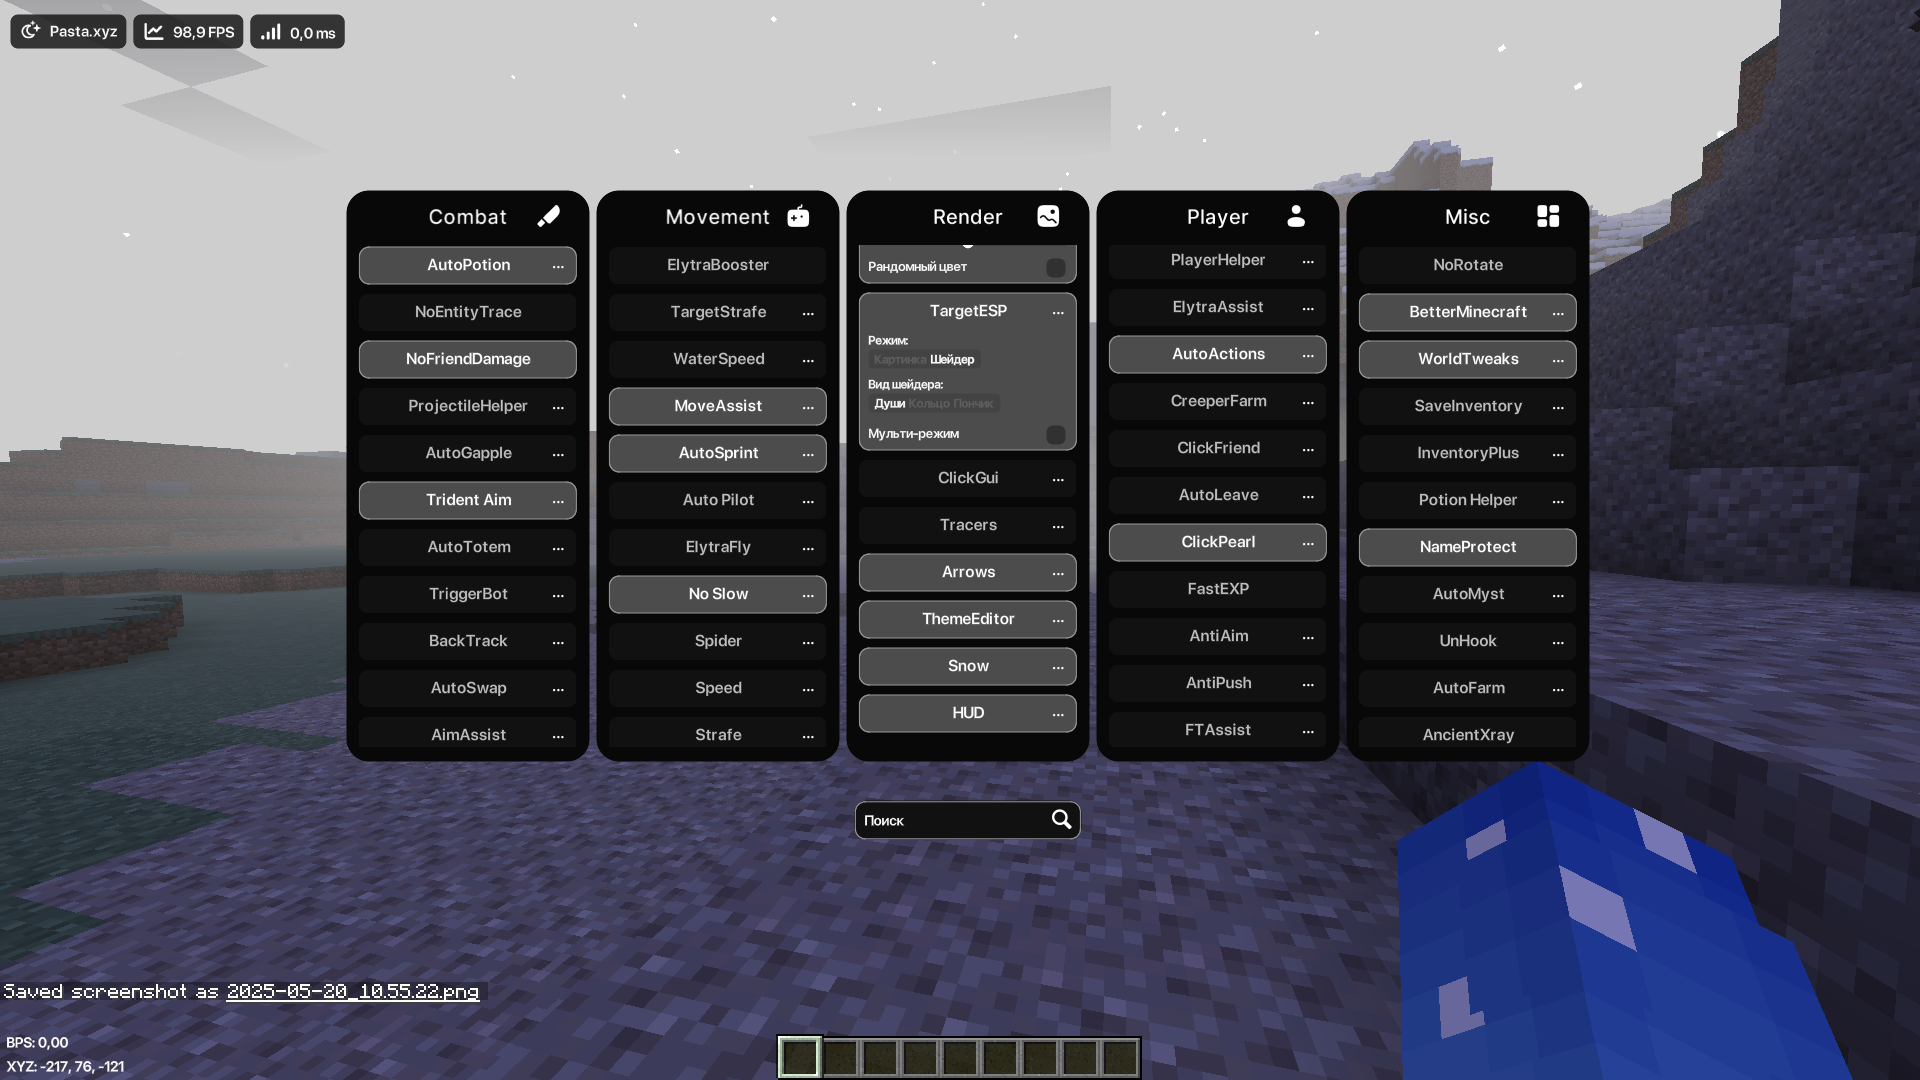 Pasta.xyz
98,9 FPS
0,0 ms
Combat
AutoPotion ...
NoEntityTrace
NoFriendDamage
ProjectileHelper ...
AutoGapple ...
Trident Aim ...
AutoTotem ...
TriggerBot ...
BackTrack ...
AutoSwap ...
AimAssist ...
Movement
ElytraBooster
TargetStrafe ...
WaterSpeed ...
MoveAssist ...
AutoSprint ...
Auto Pilot ...
ElytraFly ...
No Slow ...
Spider ...
Speed ...
Strafe ...
Render
Рандомный цвет
TargetESP ...
Режим:
Картинка Шейдер
Вид шейдера:
Души Кольцо Пончик
Мульти-режим
ClickGui ...
Tracers ...
Arrows ...
ThemeEditor ...
Snow ...
HUD ...
Player
PlayerHelper ...
ElytraAssist ...
AutoActions ...
CreeperFarm ...
ClickFriend ...
AutoLeave ...
ClickPearl ...
FastEXP
AntiAim ...
AntiPush ...
FTAssist ...
Misc
NoRotate
BetterMinecraft ...
WorldTweaks ...
SaveInventory ...
InventoryPlus ...
Potion Helper ...
NameProtect
AutoMyst ...
UnHook
AutoFarm ...
AncientXray
Поиск
Saved screenshot as 2025-05-20_10.55.22.png
BPS: 0,00
XYZ: -217, 76, -121